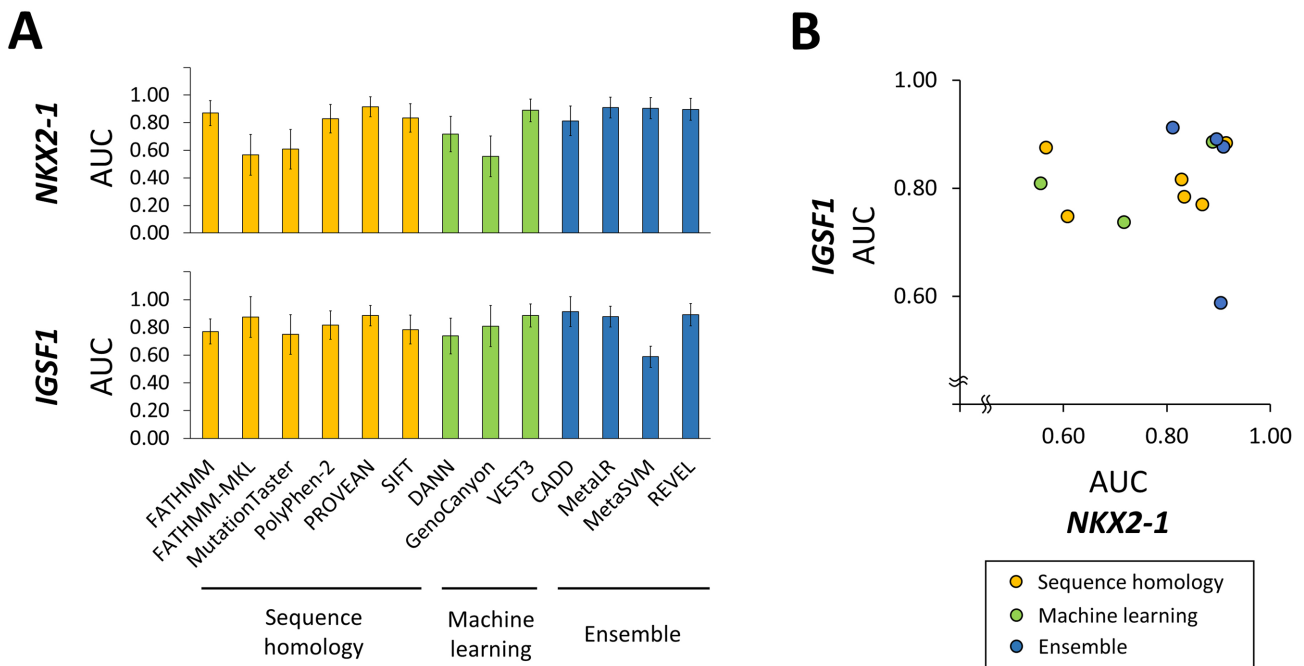 A
NKX2-1
AUC
1.00
0.80
0.60
0.40
0.20
0.00
IGSF1
AUC
1.00
0.80
0.60
0.40
0.20
0.00
FATHMM
FATHMM-MKL
MutationTaster
PolyPhen-2
PROVEAN
SIFT
DANN
GenoCanyon
VEST3
CADD
MetaLR
MetaSVM
REVEL
Sequence
homology
Machine
learning
Ensemble
B
IGSF1
AUC
1.00
0.80
0.60
0.60 0.80 1.00
AUC
NKX2-1
Sequence homology
Machine learning
Ensemble